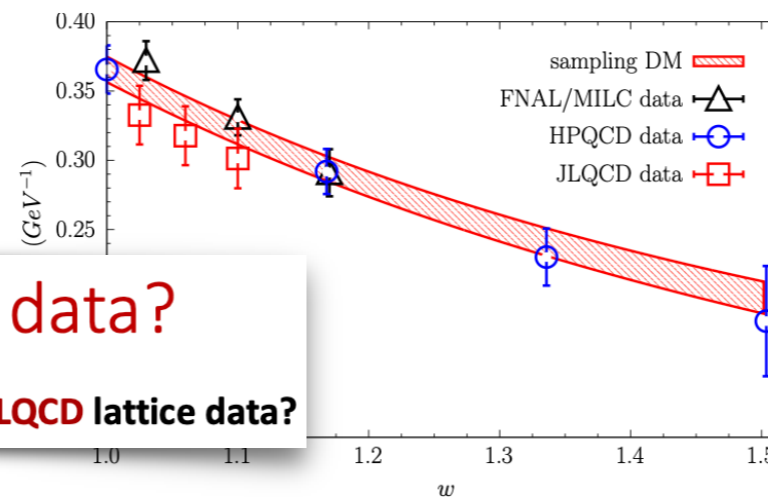 0.40
0.35
0.30
0.25
(GeV⁻¹)
sampling DM
FNAL/MILC data
HPQCD data
JLQCD data
data?
LQCD lattice data?
1.0
1.1
1.2
1.3
1.4
1.5
w